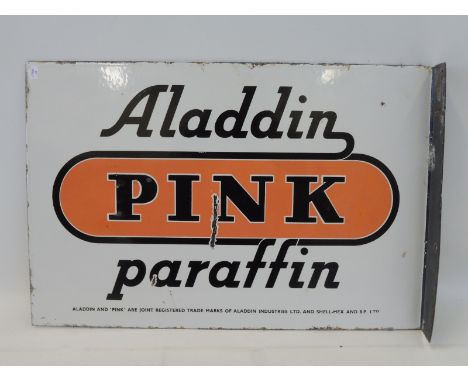 Aladdin
PINK
paraffin
ALADDIN AND 'PINK' ARE JOINT REGISTERED TRADE MARKS OF ALADDIN INDUSTRIES LTD. AND SHELL-MEX AND B.P. LTD